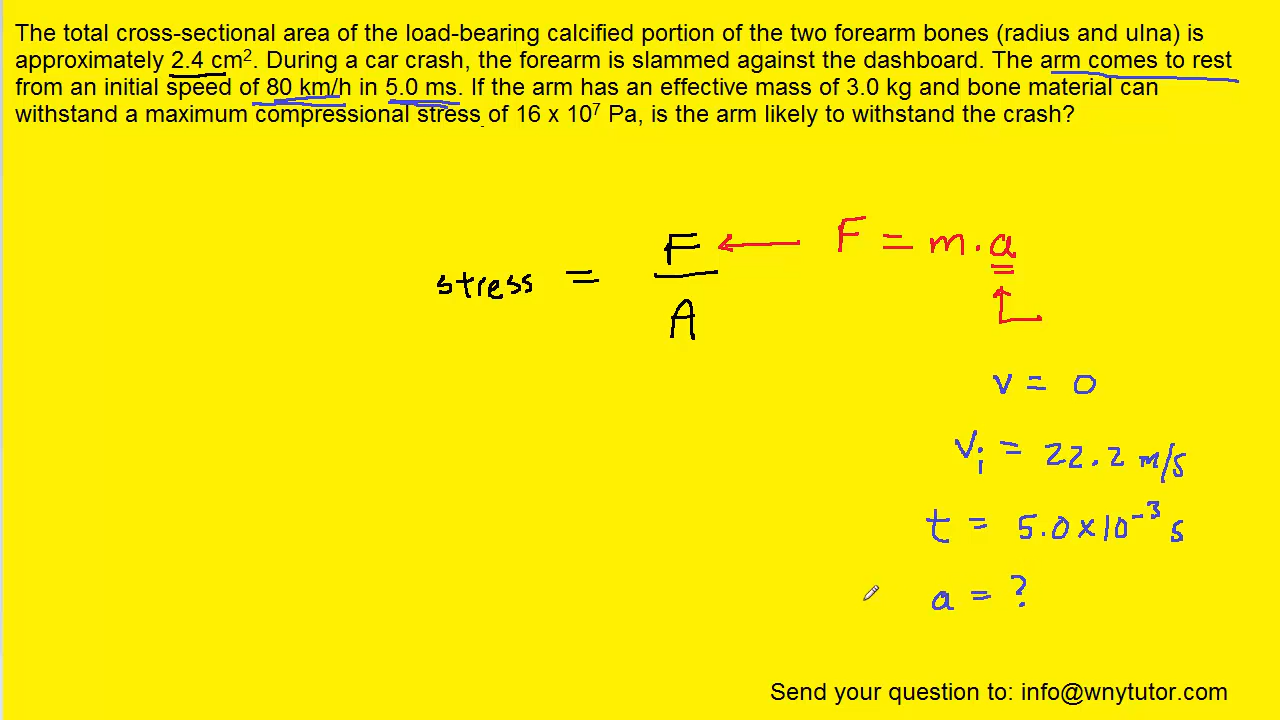 The total cross-sectional area of the load-bearing calcified portion of the two forearm bones (radius and ulna) is
approximately 2.4 cm². During a car crash, the forearm is slammed against the dashboard. The arm comes to rest
from an initial speed of 80 km/h in 5.0 ms. If the arm has an effective mass of 3.0 kg and bone material can
withstand a maximum compressional stress of 16 x 10⁷ Pa, is the arm likely to withstand the crash?
stress = F/A ← F = m·a
v = 0
vᵢ = 22.2 m/s
t = 5.0×10⁻³ s
a = ?
Send your question to: info@wnytutor.com